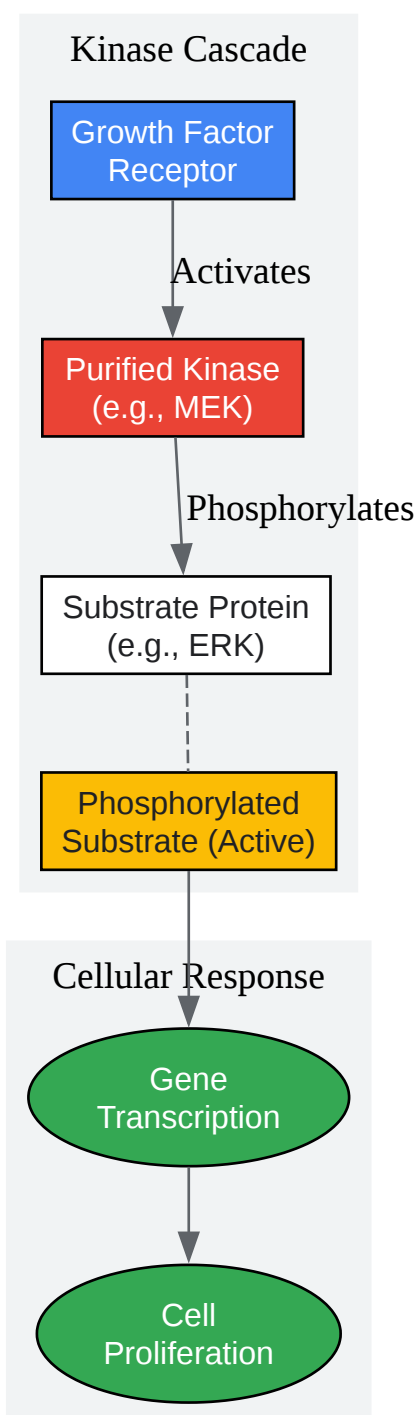 Kinase Cascade
Growth Factor
Receptor
Activates
Purified Kinase
(e.g., MEK)
Phosphorylates
Substrate Protein
(e.g., ERK)
Phosphorylated
Substrate (Active)
Cellular Response
Gene
Transcription
Cell
Proliferation